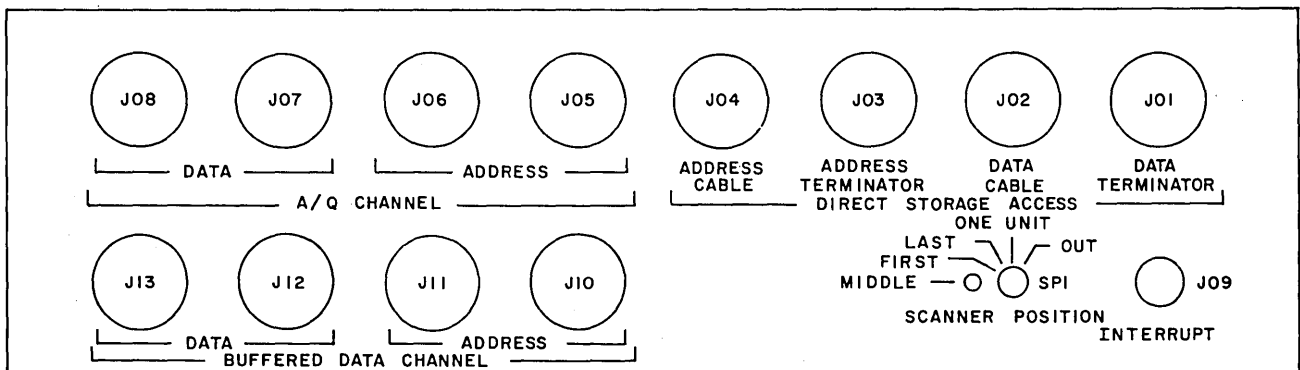 J08 J07 J06 J05 J04 J03 J02 J01
DATA ADDRESS
A/Q CHANNEL
ADDRESS CABLE
ADDRESS TERMINATOR
DATA CABLE
DATA TERMINATOR
DIRECT STORAGE ACCESS
ONE UNIT
LAST OUT
FIRST
MIDDLE SP1
SCANNER POSITION
J09
INTERRUPT
J13 J12 J11 J10
DATA ADDRESS
BUFFERED DATA CHANNEL